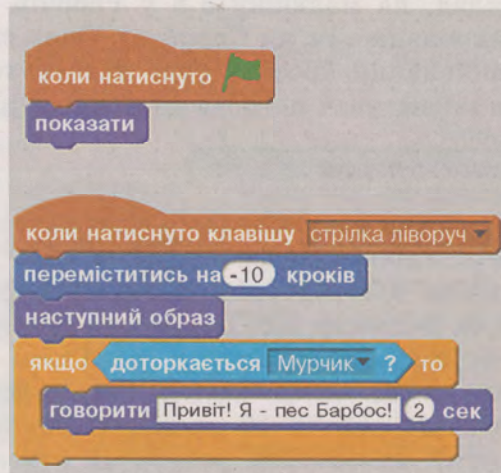 коли натиснуто
показати
коли натиснуто клавішу стрілка ліворуч
переміститись на -10 кроків
наступний образ
якщо доторкається Мурчик ? то
говорити Привіт! Я - пес Барбос! 2 сек